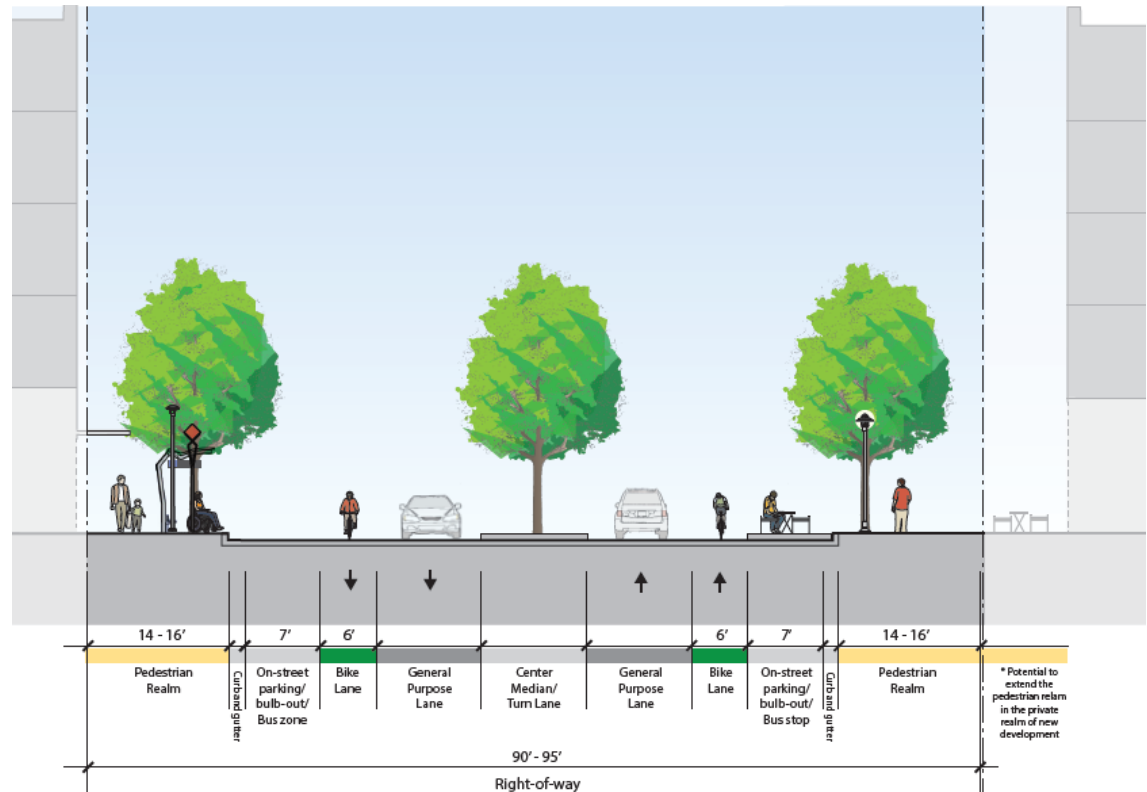 14 - 16’
7’
6’
6’
7’
14 - 16’
Pedestrian
Realm
Curb and gutter
On-street
parking/
bulb-out/
Bus zone
Bike
Lane
General
Purpose
Lane
Center
Median/
Turn Lane
General
Purpose
Lane
Bike
Lane
On-street
parking/
bulb-out/
Bus stop
Curb and gutter
Pedestrian
Realm
* Potential to
extend the
pedestrian relam
in the private
realm of new
development
90’ - 95’
Right-of-way